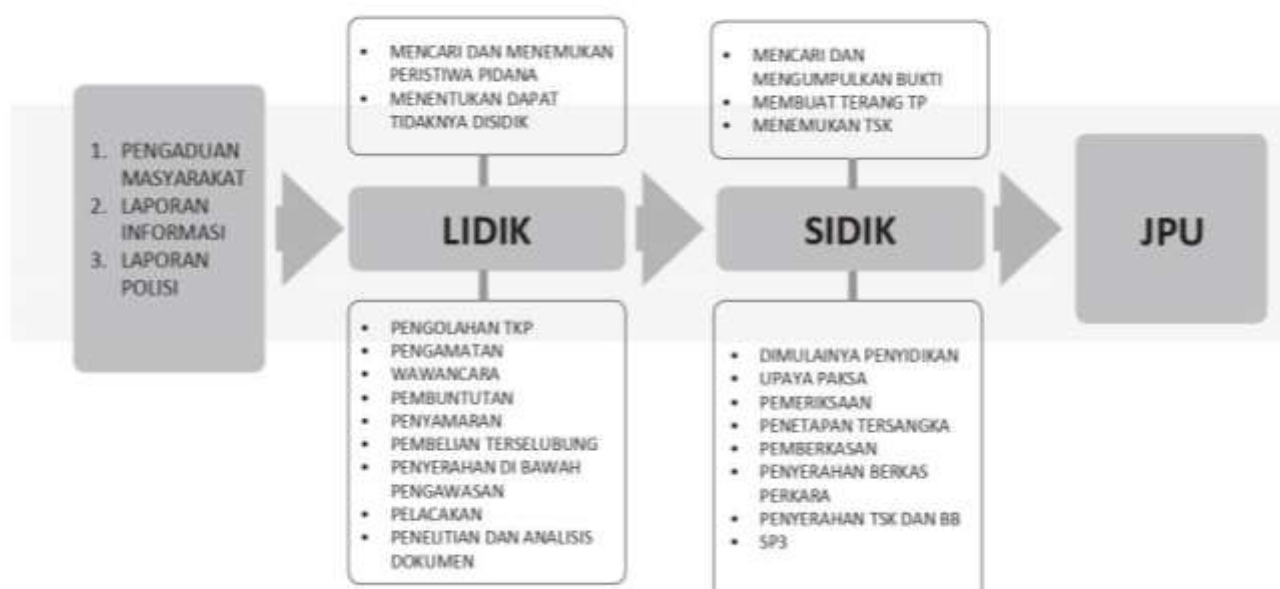 1. PENGADUAN
MASYARAKAT
2. LAPORAN
INFORMASI
3. LAPORAN
POLISI
• MENCARI DAN MENEMUKAN
PERISTIWA PIDANA
• MENENTUKAN DAPAT
TIDAKNYA DISIDIK
LIDIK
• PENGOLAHAN TKP
• PENGAMATAN
• WAWANCARA
• PEMBUNTUTAN
• PENYAMARAN
• PEMBELIAN TERSELUBUNG
• PENYERAHAN DI BAWAH
PENGAWASAN
• PELACAKAN
• PENELITIAN DAN ANALISIS
DOKUMEN
• MENCARI DAN
MENGUMPULKAN BUKTI
• MEMBUAT TERANG TP
• MENEMUKAN TSK
SIDIK
• DIMULAINYA PENYIDIKAN
• UPAYA PAKSA
• PEMERIKSAAN
• PENETAPAN TERSANGKA
• PEMBERKASAN
• PENYERAHAN BERKAS
PERKARA
• PENYERAHAN TSK DAN BB
• SP3
JPU